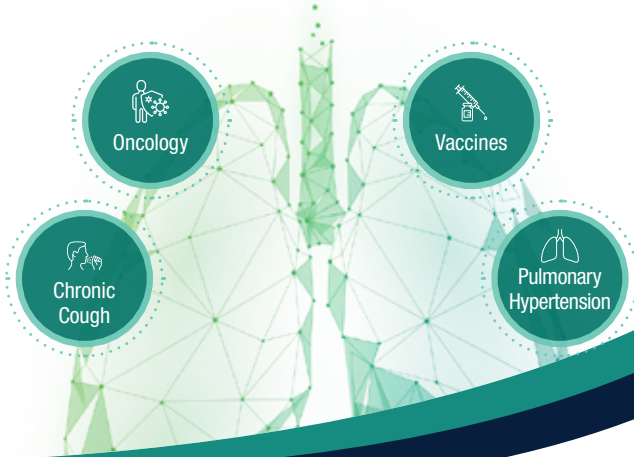 Oncology
Vaccines
Chronic
Cough
Pulmonary
Hypertension